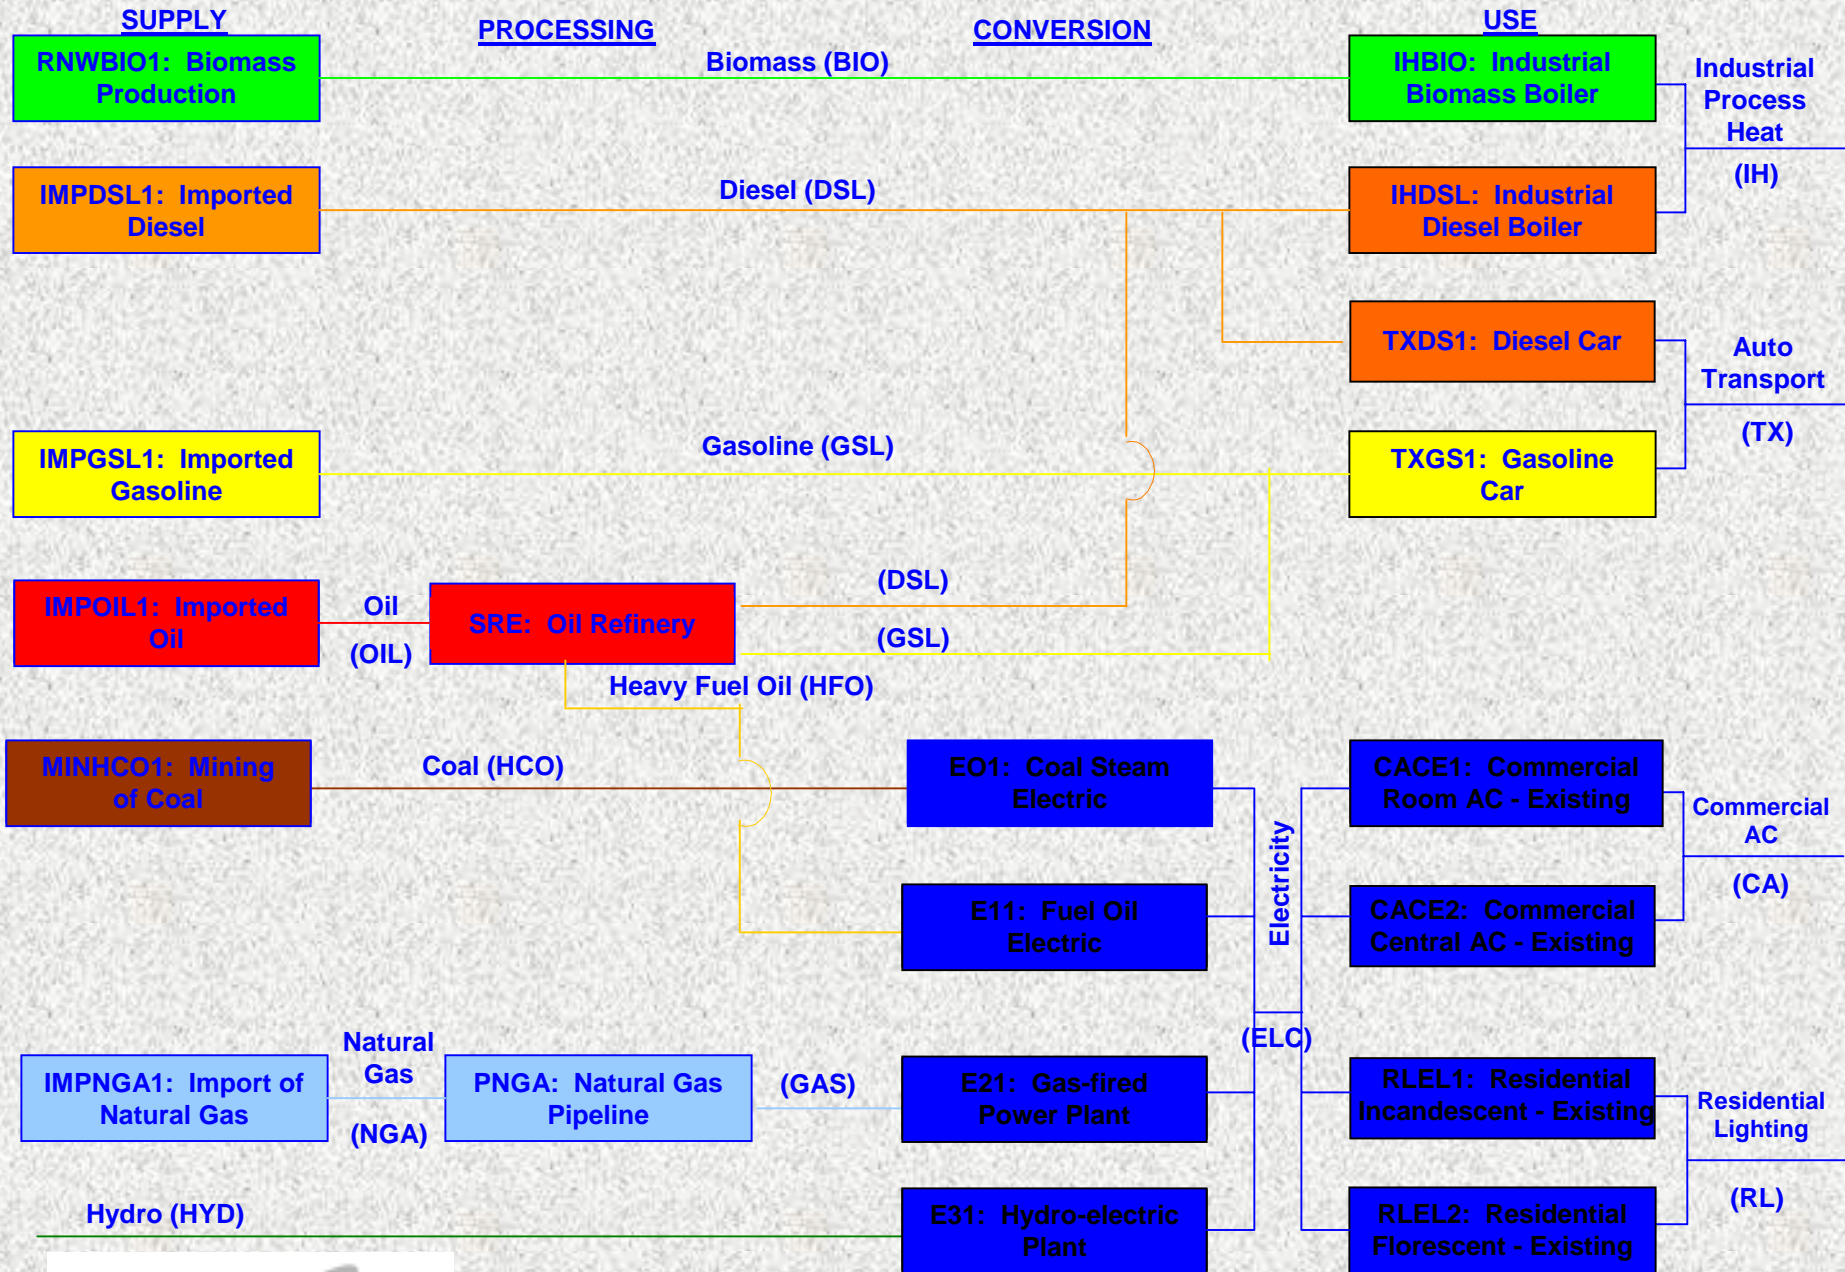 SUPPLY
PROCESSING
CONVERSION
USE
RNWBIO1: Biomass
Production
Biomass (BIO)
IHBIO: Industrial
Biomass Boiler
Industrial
Process
Heat
(IH)
IMPDSL1: Imported
Diesel
Diesel (DSL)
IHDSL: Industrial
Diesel Boiler
TXDS1: Diesel Car
Auto
Transport
(TX)
IMPGSL1: Imported
Gasoline
Gasoline (GSL)
TXGS1: Gasoline
Car
IMPOIL1: Imported
Oil
Oil
(OIL)
SRE: Oil Refinery
(DSL)
(GSL)
Heavy Fuel Oil (HFO)
MINHCO1: Mining
of Coal
Coal (HCO)
EO1: Coal Steam
Electric
Electricity
(ELC)
CACE1: Commercial
Room AC - Existing
Commercial
AC
(CA)
E11: Fuel Oil
Electric
CACE2: Commercial
Central AC - Existing
IMPNGA1: Import of
Natural Gas
Natural
Gas
(NGA)
PNGA: Natural Gas
Pipeline
(GAS)
E21: Gas-fired
Power Plant
RLEL1: Residential
Incandescent - Existing
Residential
Lighting
(RL)
Hydro (HYD)
E31: Hydro-electric
Plant
RLEL2: Residential
Florescent - Existing